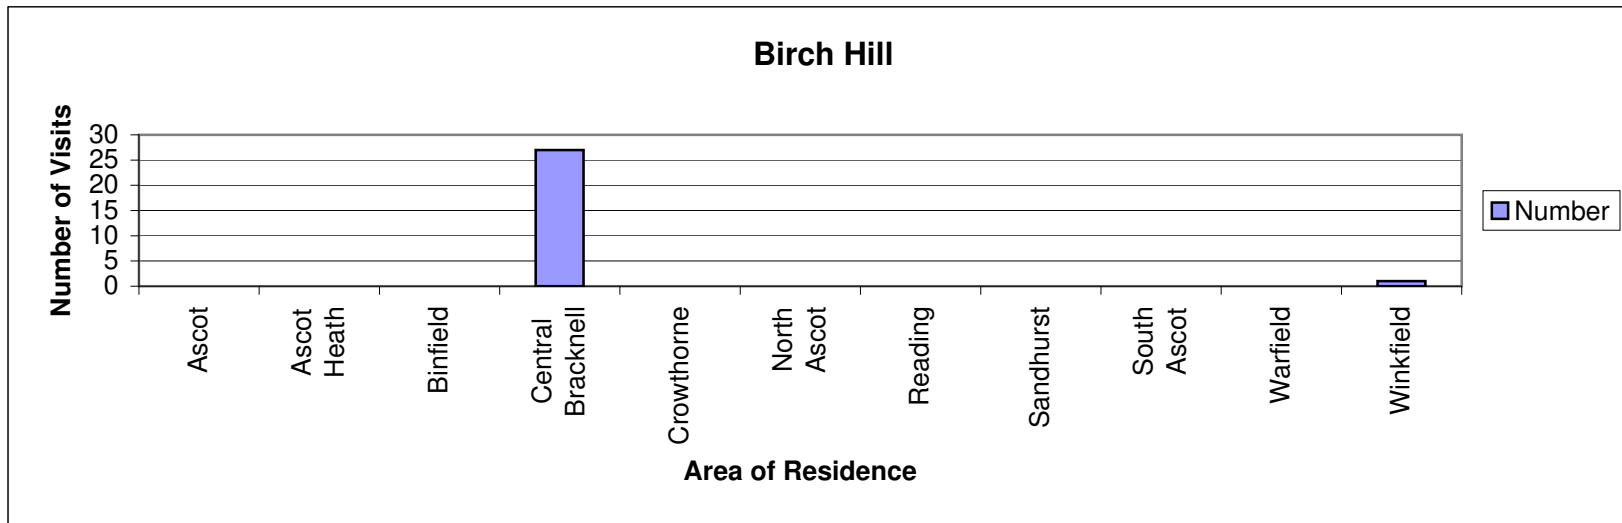 Birch Hill
Number of Visits
30
25
20
15
10
5
0
Ascot
Ascot
Heath
Binfield
Central
Bracknell
Crowthorne
North
Ascot
Reading
Sandhurst
South
Ascot
Warfield
Winkfield
Area of Residence
Number